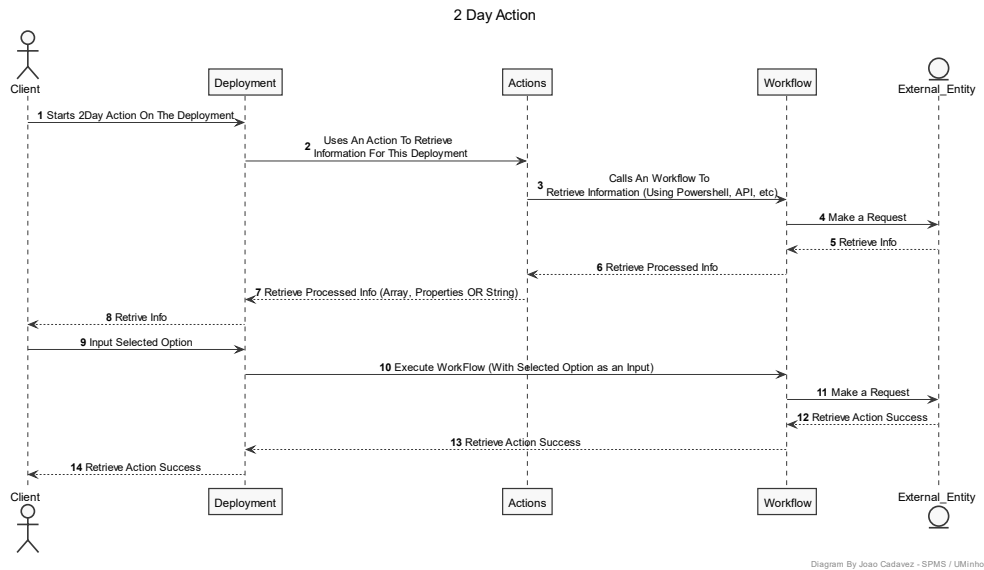 2 Day Action
Client
Deployment
Actions
Workflow
External_Entity
1 Starts 2Day Action On The Deployment
2 Uses An Action To Retrieve
Information For This Deployment
3 Calls An Workflow To
Retrieve Information (Using Powershell, API, etc)
4 Make a Request
5 Retrieve Info
6 Retrieve Processed Info
7 Retrieve Processed Info (Array, Properties OR String)
8 Retrive Info
9 Input Selected Option
10 Execute WorkFlow (With Selected Option as an Input)
11 Make a Request
12 Retrieve Action Success
13 Retrieve Action Success
14 Retrieve Action Success
Client
Deployment
Actions
Workflow
External_Entity
Diagram By Joao Cadavez - SPMS / UMinho